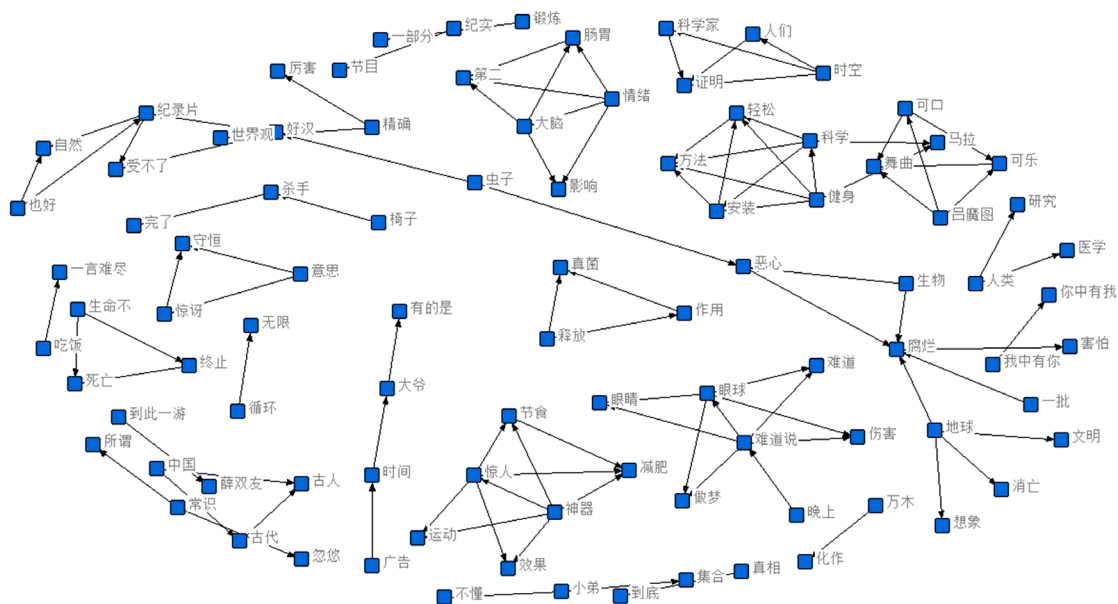 锻炼
纪实
一部分
节目
厉害
肠胃
第二
情绪
大脑
影响
科学家
人们
证明
时空
纪录片
自然
世界观
好汉
精确
受不了
也好
虫子
轻松
科学
方法
安装
健身
可口
马拉
舞曲
可乐
吕魔图
杀手
完了
椅子
研究
守恒
意思
惊讶
一言难尽
生命不
吃饭
死亡
终止
无限
循环
有的是
大爷
时间
广告
真菌
作用
释放
恶心
生物
人类
医学
你中有我
我中有你
腐烂
害怕
一批
地球
文明
消亡
想象
到此一游
所谓
中国
薛双友
古人
常识
古代
忽悠
节食
惊人
减肥
神器
运动
效果
眼睛
眼球
难道
难道说
伤害
做梦
晚上
万木
化作
不懂
小弟
到底
集合
真相